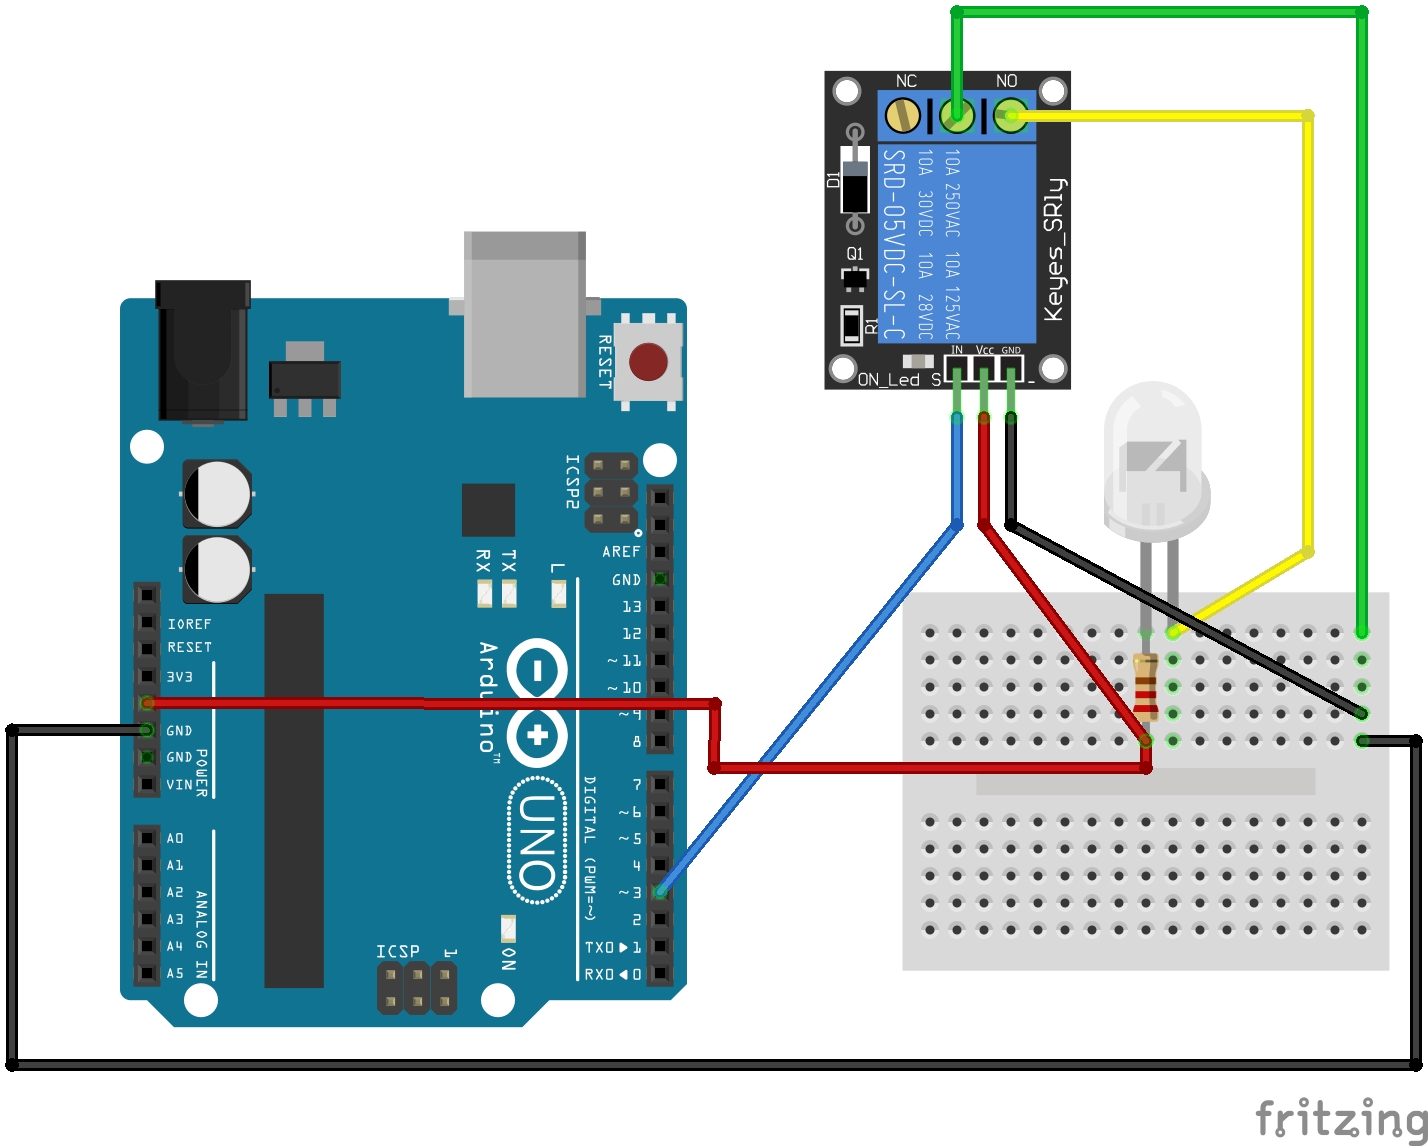 NC NO
D1
SRD-05VDC-SL-C
10A 30VDC 10A 28VDC
10A 250VAC 10A 125VAC
Keyes_SRly
Q1
R1
IN Vcc GND
ON_Led S -
RESET
ICSP2
AREF
GND
13
12
~11
~10
~9
8
7
~6
~5
4
~3
2
TX0▶1
RX0◀0
RX TX L
IOREF
RESET
3V3
GND
GND
VIN
POWER
A0
A1
A2
A3
A4
A5
ANALOG IN
Arduino™
UNO
DIGITAL (PWM=~)
ICSP 1
ON
fritzing